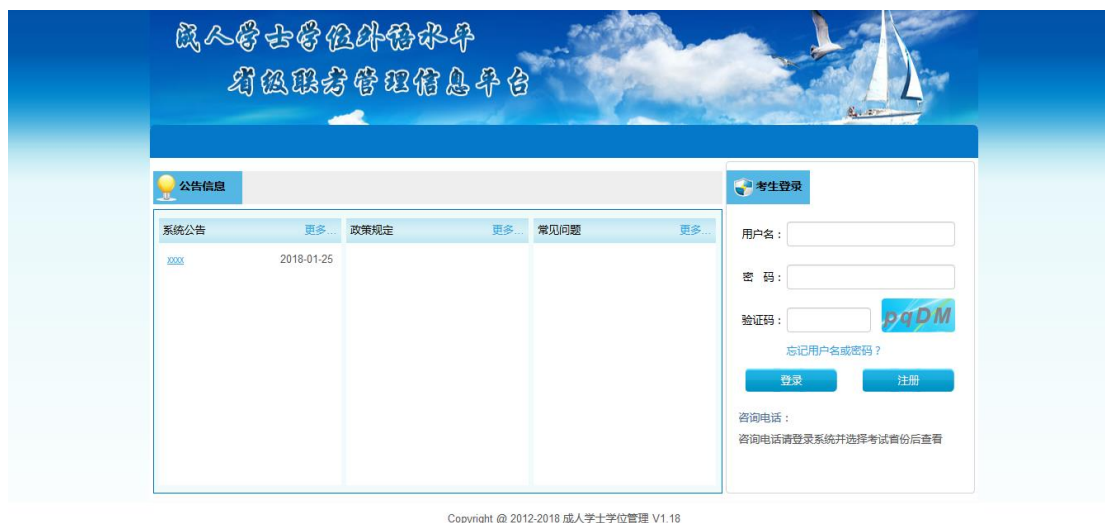 成人学士学位外语水平
省级联考管理信息平台
公告信息
系统公告 更多... 政策规定 更多... 常见问题 更多...
xxxx 2018-01-25
考生登录
用户名：
密 码：
验证码： pqDM
忘记用户名或密码？
登录 注册
咨询电话：
咨询电话请登录系统并选择考试省份后查看
Copyright @ 2012-2018 成人学士学位管理 V1.18